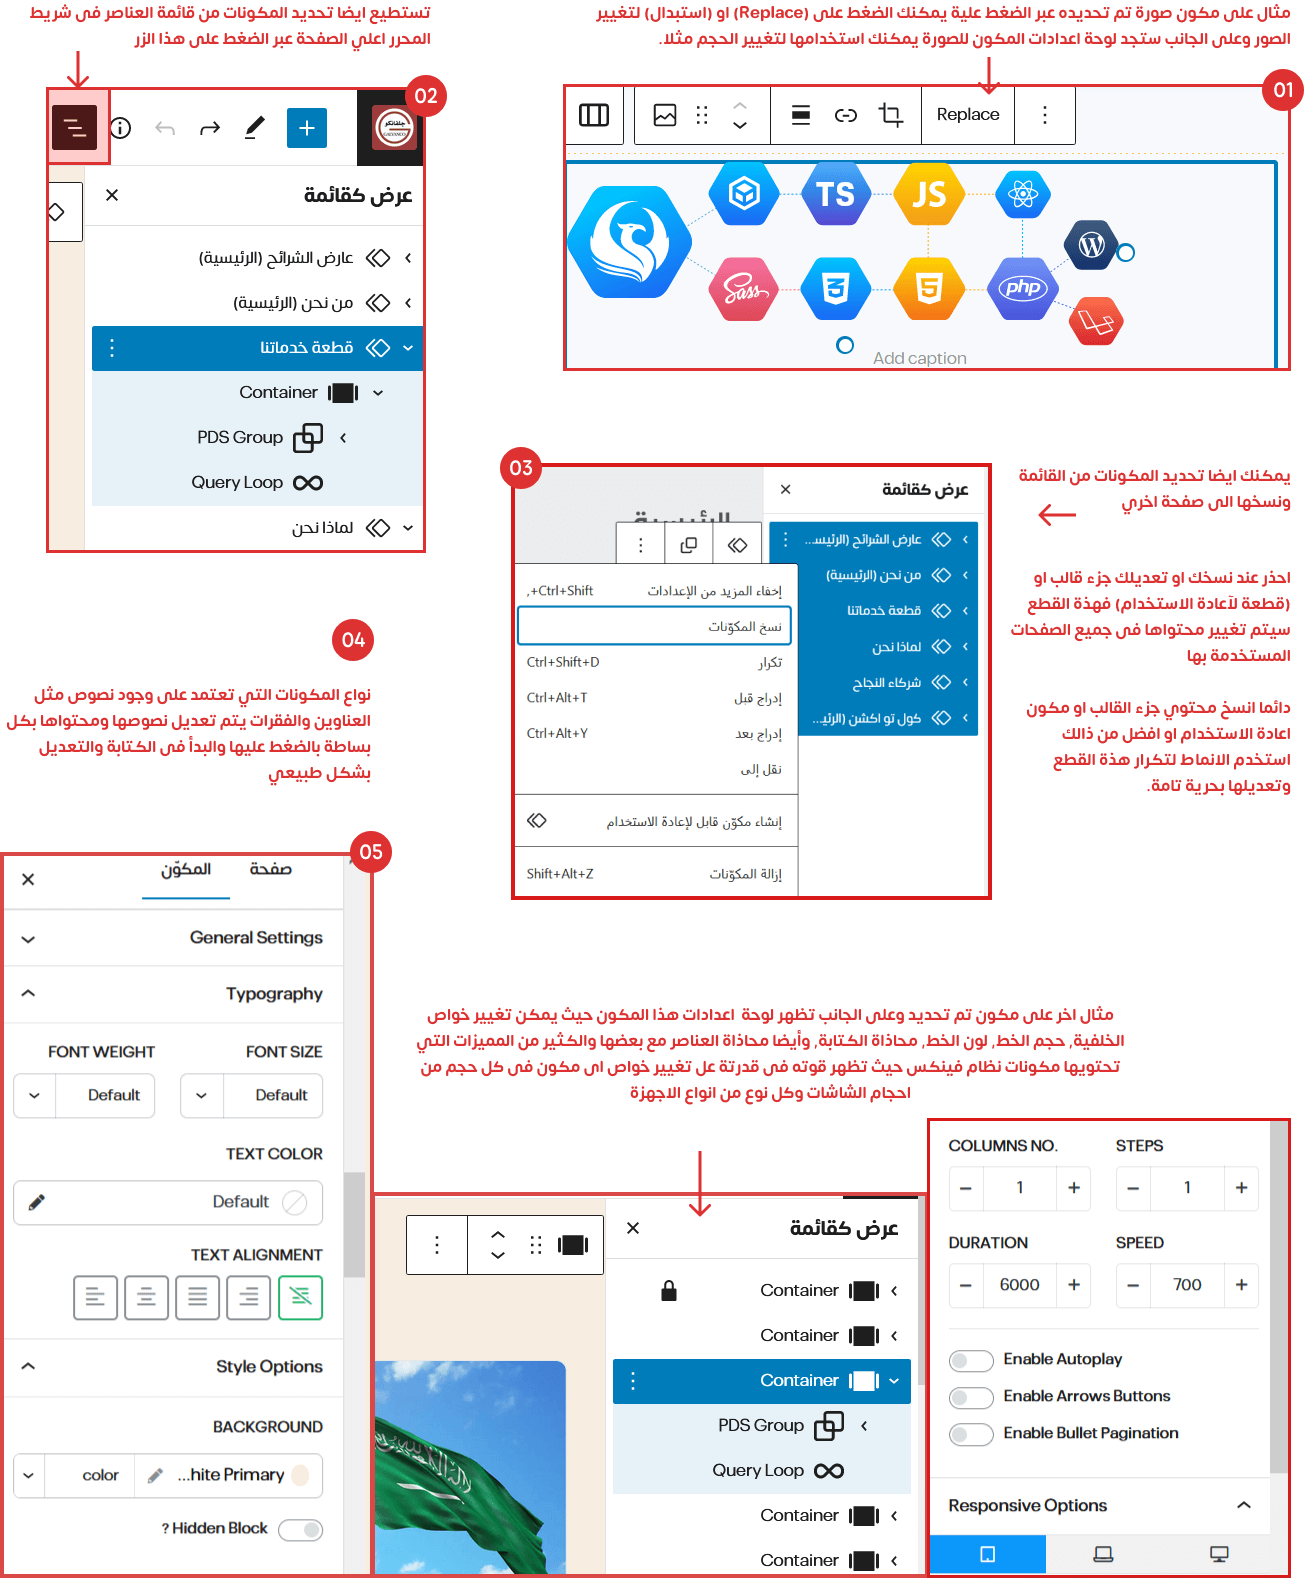 مثال على مكون صورة تم تحديده عبر الضغط علية يمكنك الضغط على (Replace) او (استبدال) لتغيير
الصور وعلى الجانب ستجد لوحة اعدادات المكون للصورة يمكنك استخدامها لتغيير الحجم مثلا.
01
Replace
TS
JS
Sass
3
5
php
Add caption
تستطيع ايضا تحديد المكونات من قائمة العناصر فى شريط
المحرر اعلي الصفحة عبر الضغط على هذا الزر
02
جلفانكو
GALVANCO
عرض كقائمة
عارض الشرائح (الرئيسية)
من نحن (الرئيسية)
قطعة خدماتنا
Container
PDS Group
Query Loop
لماذا نحن
يمكنك ايضا تحديد المكونات من القائمة
ونسخها الى صفحة اخري
احذر عند نسخك او تعديلك جزء قالب او
(قطعة لآعادة الاستخدام) فهذة القطع
سيتم تغيير محتواها فى جميع الصفحات
المستخدمة بها
دائما انسخ محتوي جزء القالب او مكون
اعادة الاستخدام او افضل من ذالك
استخدم الانماط لتكرار هذة القطع
وتعديلها بحرية تامة.
03
عرض كقائمة
الرئيسية
عارض الشرائح (الرئيسـ...
من نحن (الرئيسية)
قطعة خدماتنا
لماذا نحن
شركاء النجاح
كول تو اكشن (الرئيـ...
إخفاء المزيد من الإعدادات Ctrl+Shift+,
نسخ المكوّنات
تكرار Ctrl+Shift+D
إدراج قبل Ctrl+Alt+T
إدراج بعد Ctrl+Alt+Y
نقل إلى
إنشاء مكوّن قابل لإعادة الاستخدام
إزالة المكوّنات Shift+Alt+Z
04
نواع المكونات التي تعتمد على وجود نصوص مثل
العناوين والفقرات يتم تعديل نصوصها ومحتواها بكل
بساطة بالضغط عليها والبدأ فى الكتابة والتعديل
بشكل طبيعي
05
صفحة
المكوّن
General Settings
Typography
FONT WEIGHT
FONT SIZE
Default
Default
TEXT COLOR
Default
TEXT ALIGNMENT
Style Options
BACKGROUND
color
...hite Primary
? Hidden Block
مثال اخر على مكون تم تحديد وعلى الجانب تظهر لوحة اعدادات هذا المكون حيث يمكن تغيير خواص
الخلفية, حجم الخط, لون الخط, محاذاة الكتابة, وأيضا محاذاة العناصر مع بعضها والكثير من المميزات التي
تحتويها مكونات نظام فينكس حيث تظهر قوته فى قدرتة عل تغيير خواص اى مكون فى كل حجم من
احجام الشاشات وكل نوع من انواع الاجهزة
عرض كقائمة
Container
Container
Container
PDS Group
Query Loop
Container
Container
COLUMNS NO.
STEPS
− 1 +
− 1 +
DURATION
SPEED
− 6000 +
− 700 +
Enable Autoplay
Enable Arrows Buttons
Enable Bullet Pagination
Responsive Options